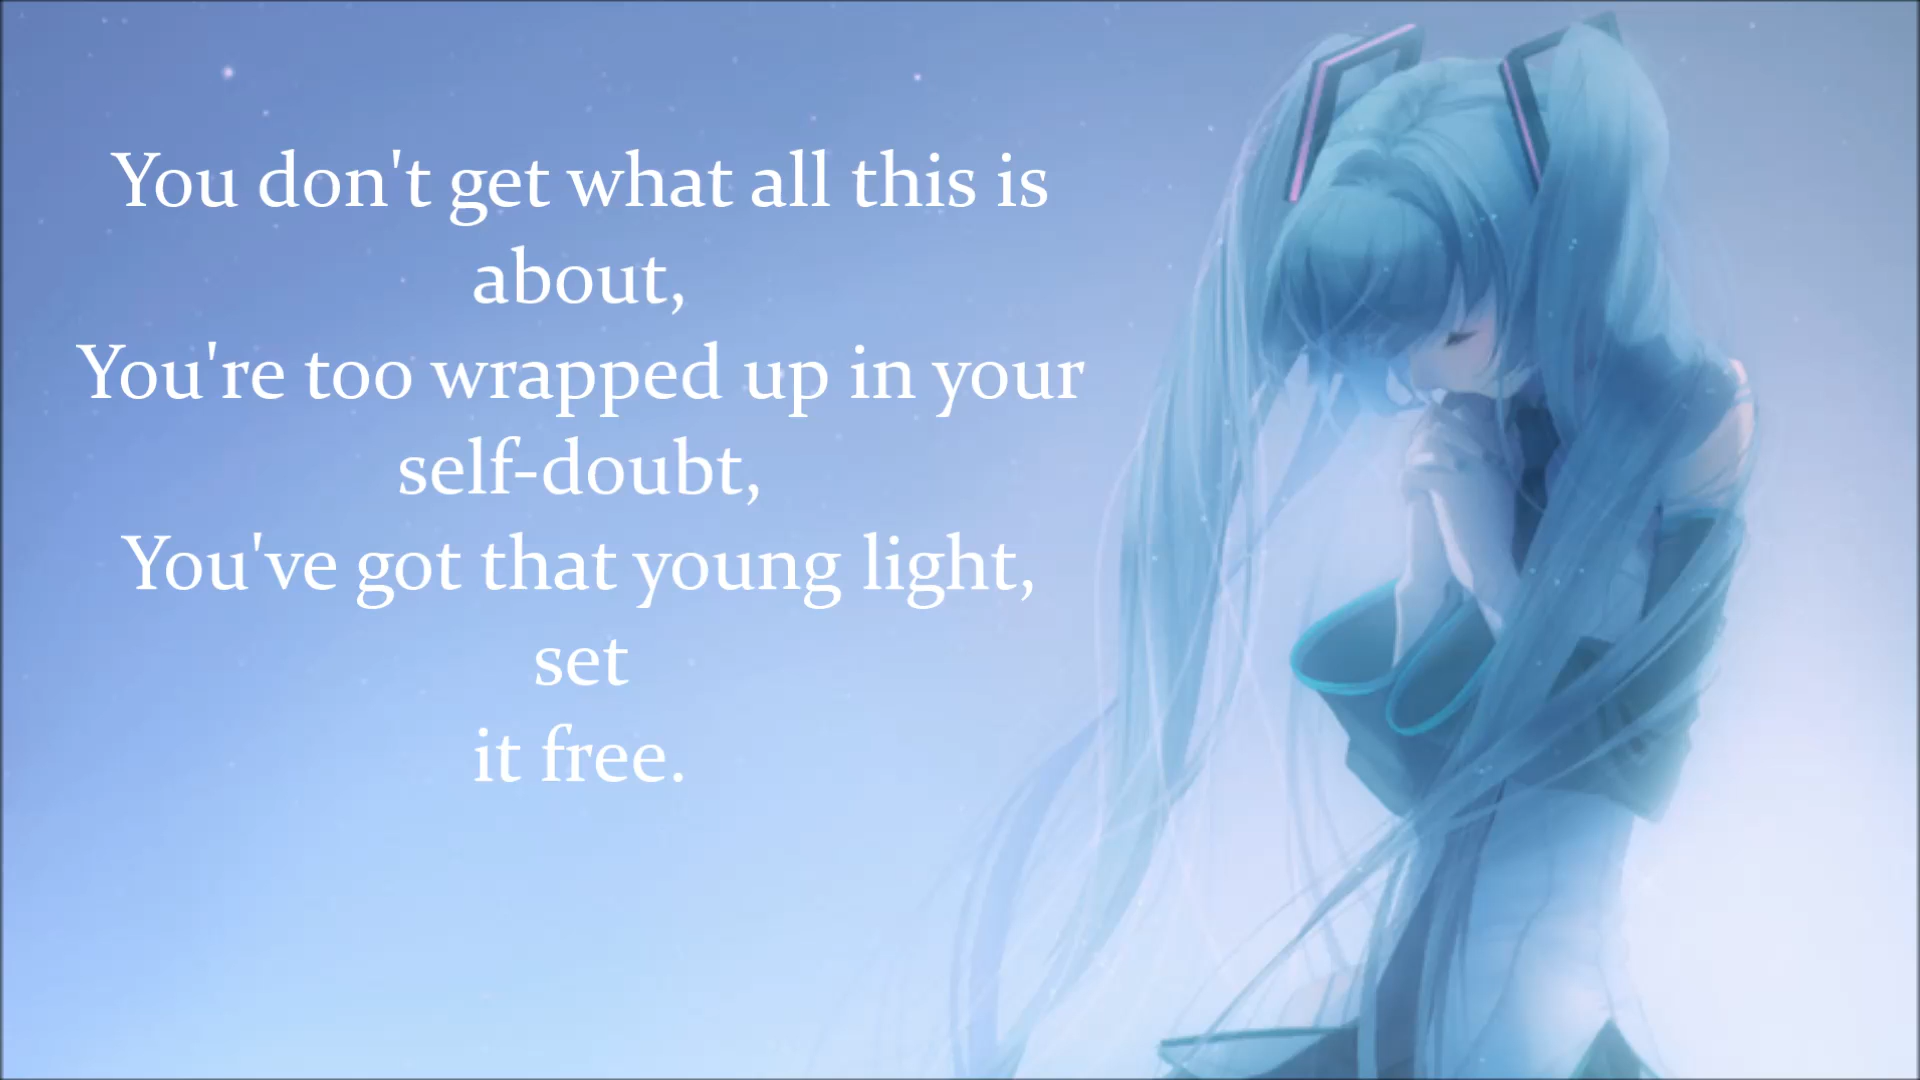 You don't get what all this is
about,
You're too wrapped up in your
self-doubt,
You've got that young light,
set
it free.